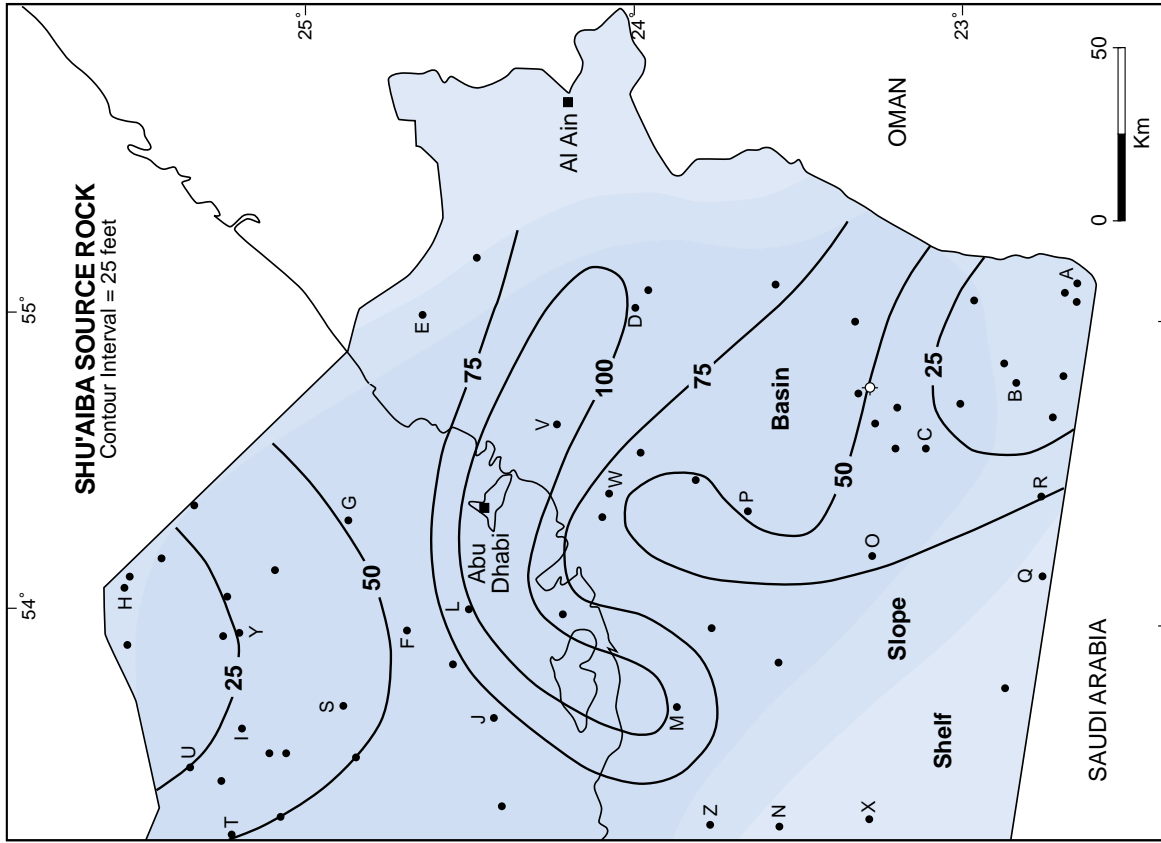 SHU'AIBA SOURCE ROCK
Contour Interval = 25 feet
25°
24°
23°
55°
54°
50
0
Km
OMAN
SAUDI ARABIA
Al Ain
Abu
Dhabi
Basin
Slope
Shelf
75
100
75
50
25
50
25
A
B
C
D
E
F
G
H
I
J
L
M
N
O
P
Q
R
S
T
U
V
W
X
Y
Z